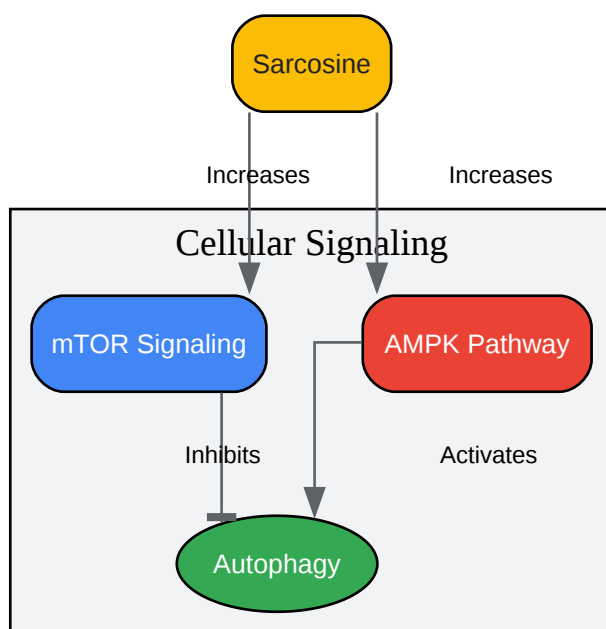 Sarcosine
Increases
Increases
Cellular Signaling
mTOR Signaling
AMPK Pathway
Inhibits
Activates
Autophagy